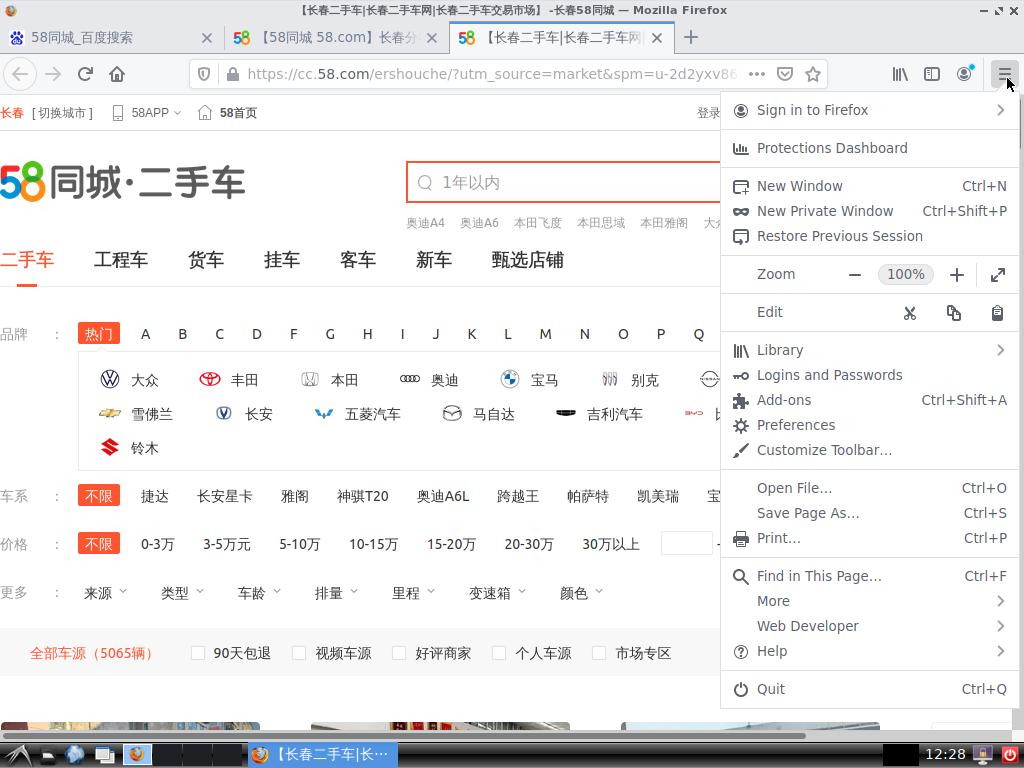 【长春二手车|长春二手车网|长春二手车交易市场】 -长春58同城 — Mozilla Firefox
58同城_百度搜索
【58同城 58.com】长春分
【长春二手车|长春二手车网|
https://cc.58.com/ershouche/?utm_source=market&spm=u-2d2yxv86
长春 [ 切换城市 ] 58APP 58首页 登录
58同城·二手车
1年以内
奥迪A4 奥迪A6 本田飞度 本田思域 本田雅阁
二手车 工程车 货车 挂车 客车 新车 甄选店铺
品牌 : 热门 A B C D F G H I J K L M N O P Q
大众 丰田 本田 奥迪 宝马 别克
雪佛兰 长安 五菱汽车 马自达 吉利汽车
铃木
车系 : 不限 捷达 长安星卡 雅阁 神骐T20 奥迪A6L 跨越王 帕萨特 凯美瑞 宝
价格 : 不限 0-3万 3-5万元 5-10万 10-15万 15-20万 20-30万 30万以上 -
更多 : 来源 类型 车龄 排量 里程 变速箱 颜色
全部车源（5065辆） 90天包退 视频车源 好评商家 个人车源 市场专区
Sign in to Firefox
Protections Dashboard
New Window Ctrl+N
New Private Window Ctrl+Shift+P
Restore Previous Session
Zoom 100%
Edit
Library
Logins and Passwords
Add-ons Ctrl+Shift+A
Preferences
Customize Toolbar…
Open File… Ctrl+O
Save Page As… Ctrl+S
Print… Ctrl+P
Find in This Page… Ctrl+F
More
Web Developer
Help
Quit Ctrl+Q
【长春二手车|长…
12:28